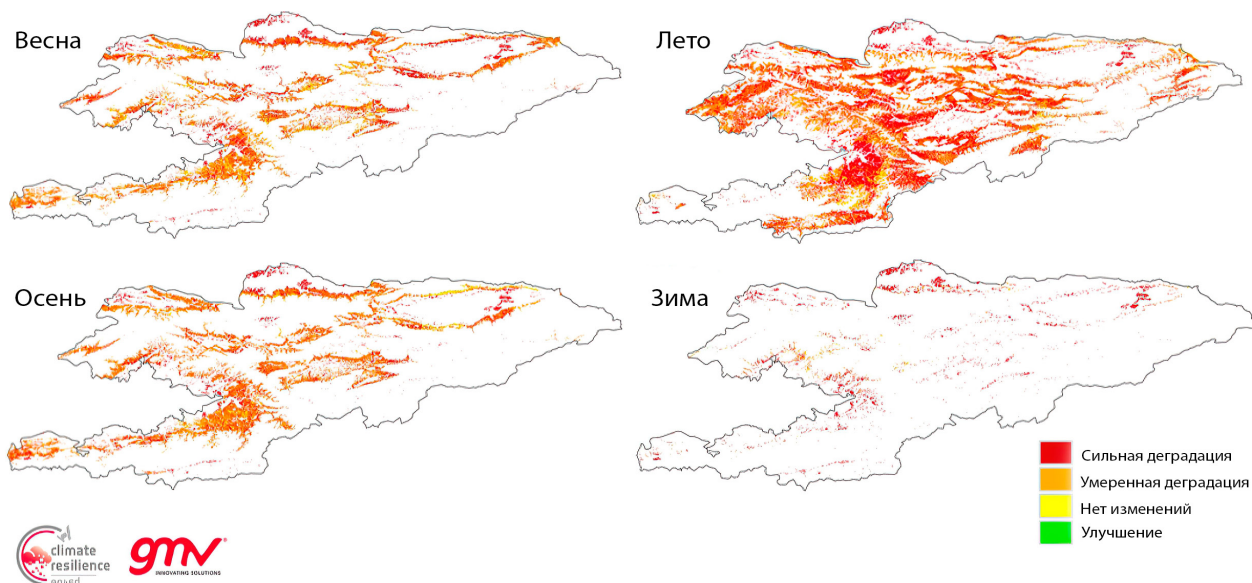 Весна
Лето
Осень
Зима
Сильная деградация
Умеренная деградация
Нет изменений
Улучшение
climate
resilience
gmv®
INNOVATING SOLUTIONS